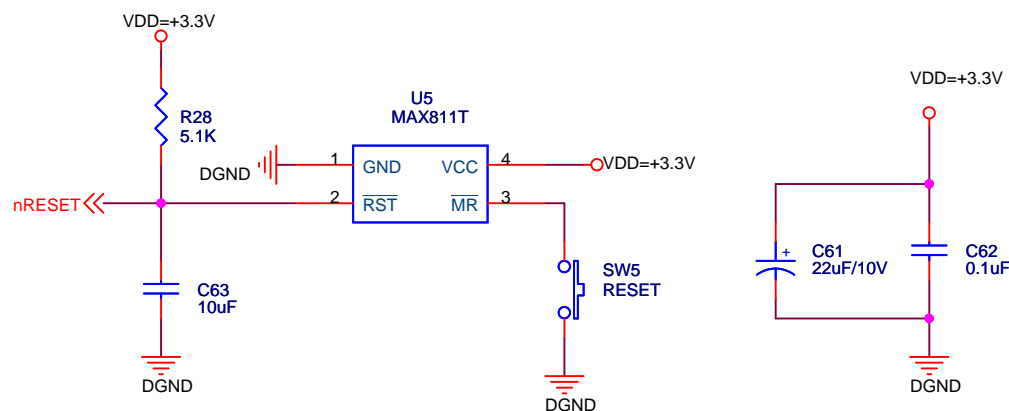 VDD=+3.3V
R28
5.1K
nRESET
C63
10uF
DGND
U5
MAX811T
DGND
1
GND
VCC
4
VDD=+3.3V
2
RST
MR
3
SW5
RESET
DGND
VDD=+3.3V
C61
+
22uF/10V
C62
0.1uF
DGND